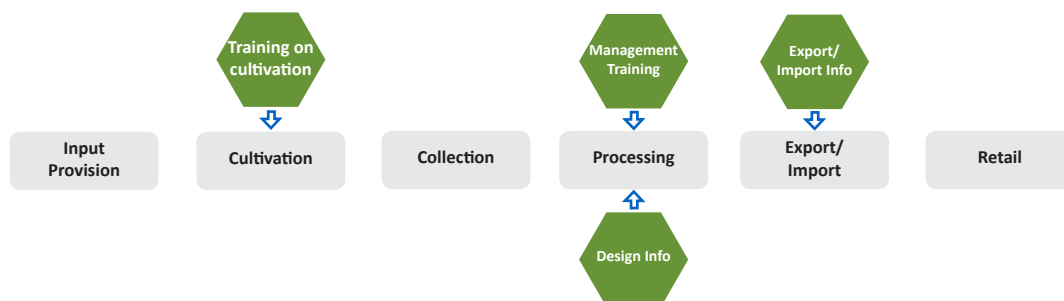 Training on
cultivation
Management
Training
Export/
Import Info
Input
Provision
Cultivation
Collection
Processing
Export/
Import
Retail
Design Info